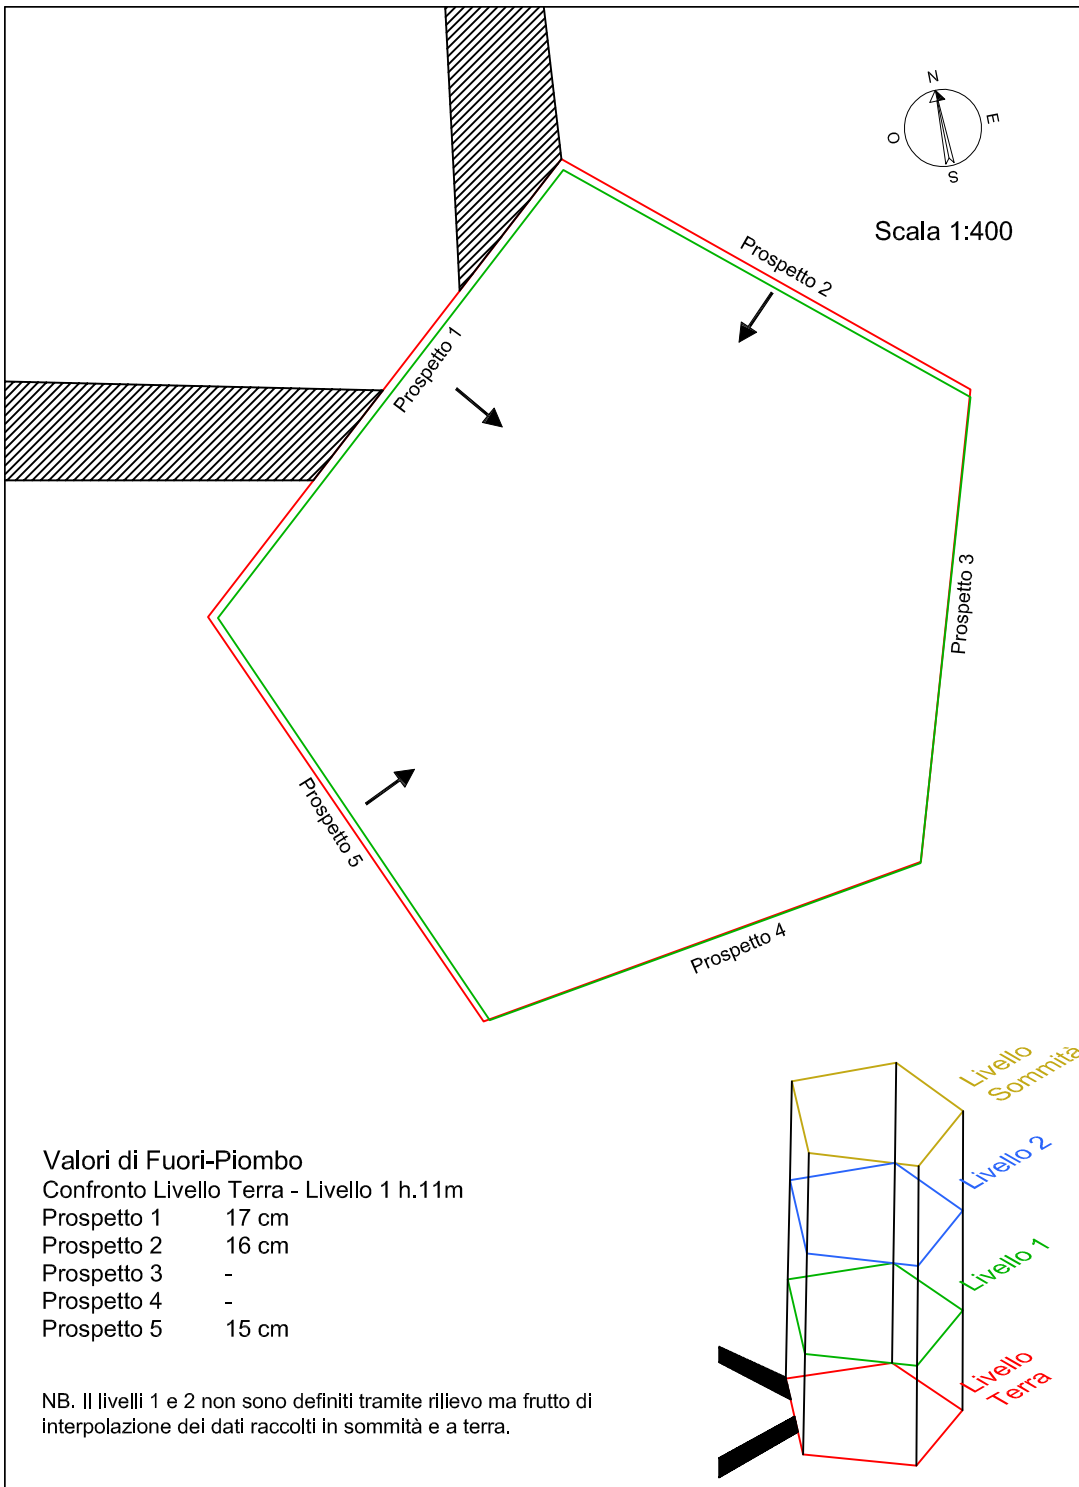 N
E
O
S
Scala 1:400
Prospetto 2
Prospetto 1
Prospetto 3
Prospetto 5
Prospetto 4
Livello
Sommità
Livello 2
Livello 1
Livello
Terra
Valori di Fuori-Piombo
Confronto Livello Terra - Livello 1 h.11m
Prospetto 1 17 cm
Prospetto 2 16 cm
Prospetto 3 -
Prospetto 4 -
Prospetto 5 15 cm
NB. Il livelli 1 e 2 non sono definiti tramite rilievo ma frutto di
interpolazione dei dati raccolti in sommità e a terra.